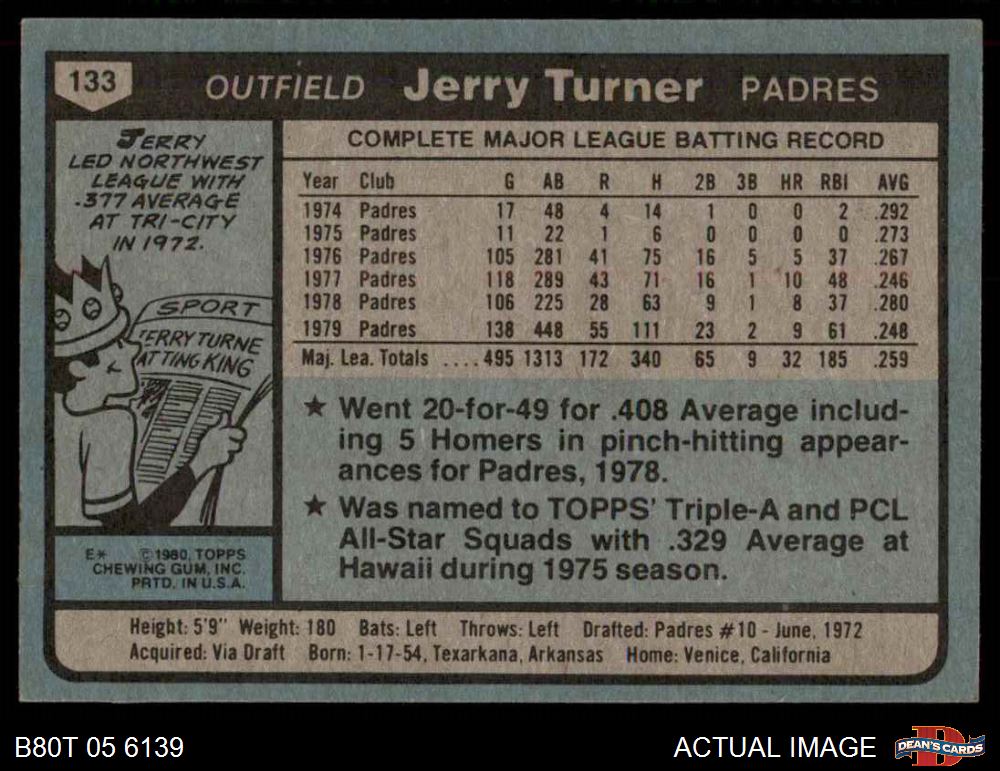 133 OUTFIELD Jerry Turner PADRES
JERRY
LED NORTHWEST
LEAGUE WITH
.377 AVERAGE
AT TRI-CITY
IN 1972.
SPORT
JERRY TURNE
ATTING KING
E* © 1980, TOPPS
CHEWING GUM, INC.
PRTD. IN U.S.A.
COMPLETE MAJOR LEAGUE BATTING RECORD
Year Club G AB R H 2B 3B HR RBI AVG
1974 Padres 17 48 4 14 1 0 0 2 .292
1975 Padres 11 22 1 6 0 0 0 0 .273
1976 Padres 105 281 41 75 16 5 5 37 .267
1977 Padres 118 289 43 71 16 1 10 48 .246
1978 Padres 106 225 28 63 9 1 8 37 .280
1979 Padres 138 448 55 111 23 2 9 61 .248
Maj. Lea. Totals .... 495 1313 172 340 65 9 32 185 .259
★ Went 20-for-49 for .408 Average includ-
ing 5 Homers in pinch-hitting appear-
ances for Padres, 1978.
★ Was named to TOPPS' Triple-A and PCL
All-Star Squads with .329 Average at
Hawaii during 1975 season.
Height: 5'9" Weight: 180 Bats: Left Throws: Left Drafted: Padres #10 - June, 1972
Acquired: Via Draft Born: 1-17-54, Texarkana, Arkansas Home: Venice, California
B80T 05 6139 ACTUAL IMAGE DEAN'S CARDS